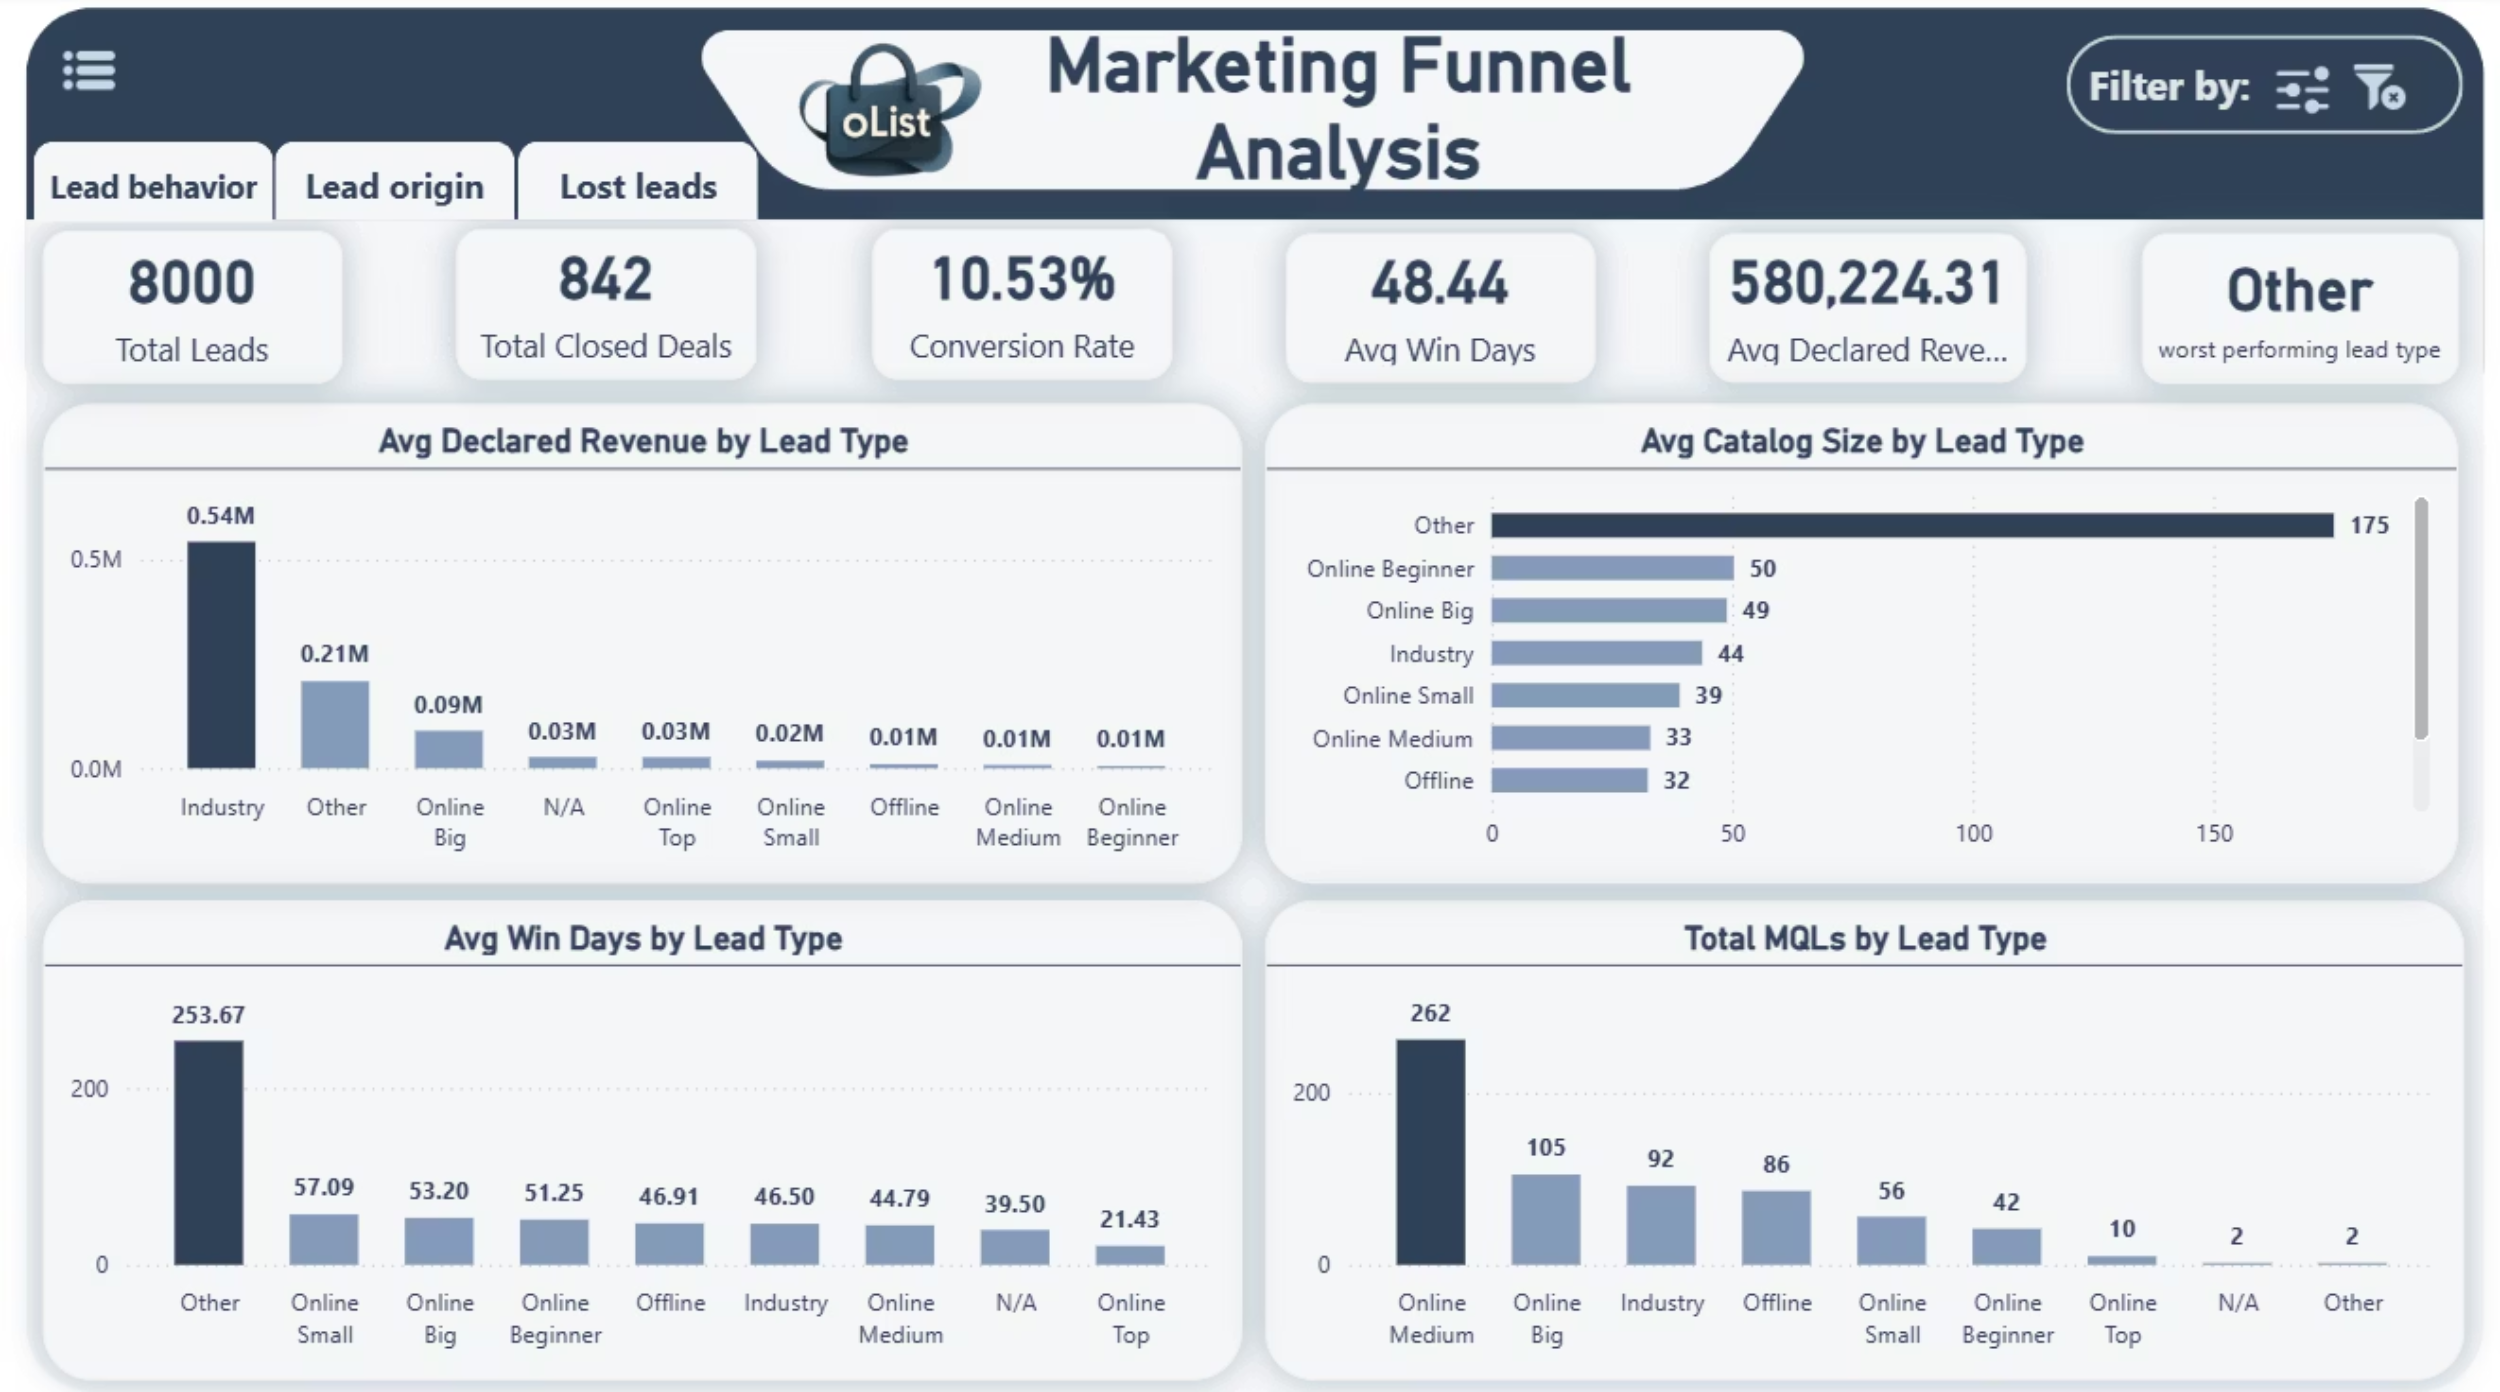 Marketing Funnel
Analysis
oList
Filter by:
Lead behavior
Lead origin
Lost leads
8000
Total Leads
842
Total Closed Deals
10.53%
Conversion Rate
48.44
Avg Win Days
580,224.31
Avg Declared Reve...
Other
worst performing lead type
Avg Declared Revenue by Lead Type
0.5M
0.0M
0.54M
0.21M
0.09M
0.03M
0.03M
0.02M
0.01M
0.01M
0.01M
Industry
Other
Online
Big
N/A
Online
Top
Online
Small
Offline
Online
Medium
Online
Beginner
Avg Catalog Size by Lead Type
Other 175
Online Beginner 50
Online Big 49
Industry 44
Online Small 39
Online Medium 33
Offline 32
0 50 100 150
Avg Win Days by Lead Type
200
0
253.67
57.09
53.20
51.25
46.91
46.50
44.79
39.50
21.43
Other
Online
Small
Online
Big
Online
Beginner
Offline
Industry
Online
Medium
N/A
Online
Top
Total MQLs by Lead Type
200
0
262
105
92
86
56
42
10
2
2
Online
Medium
Online
Big
Industry
Offline
Online
Small
Online
Beginner
Online
Top
N/A
Other